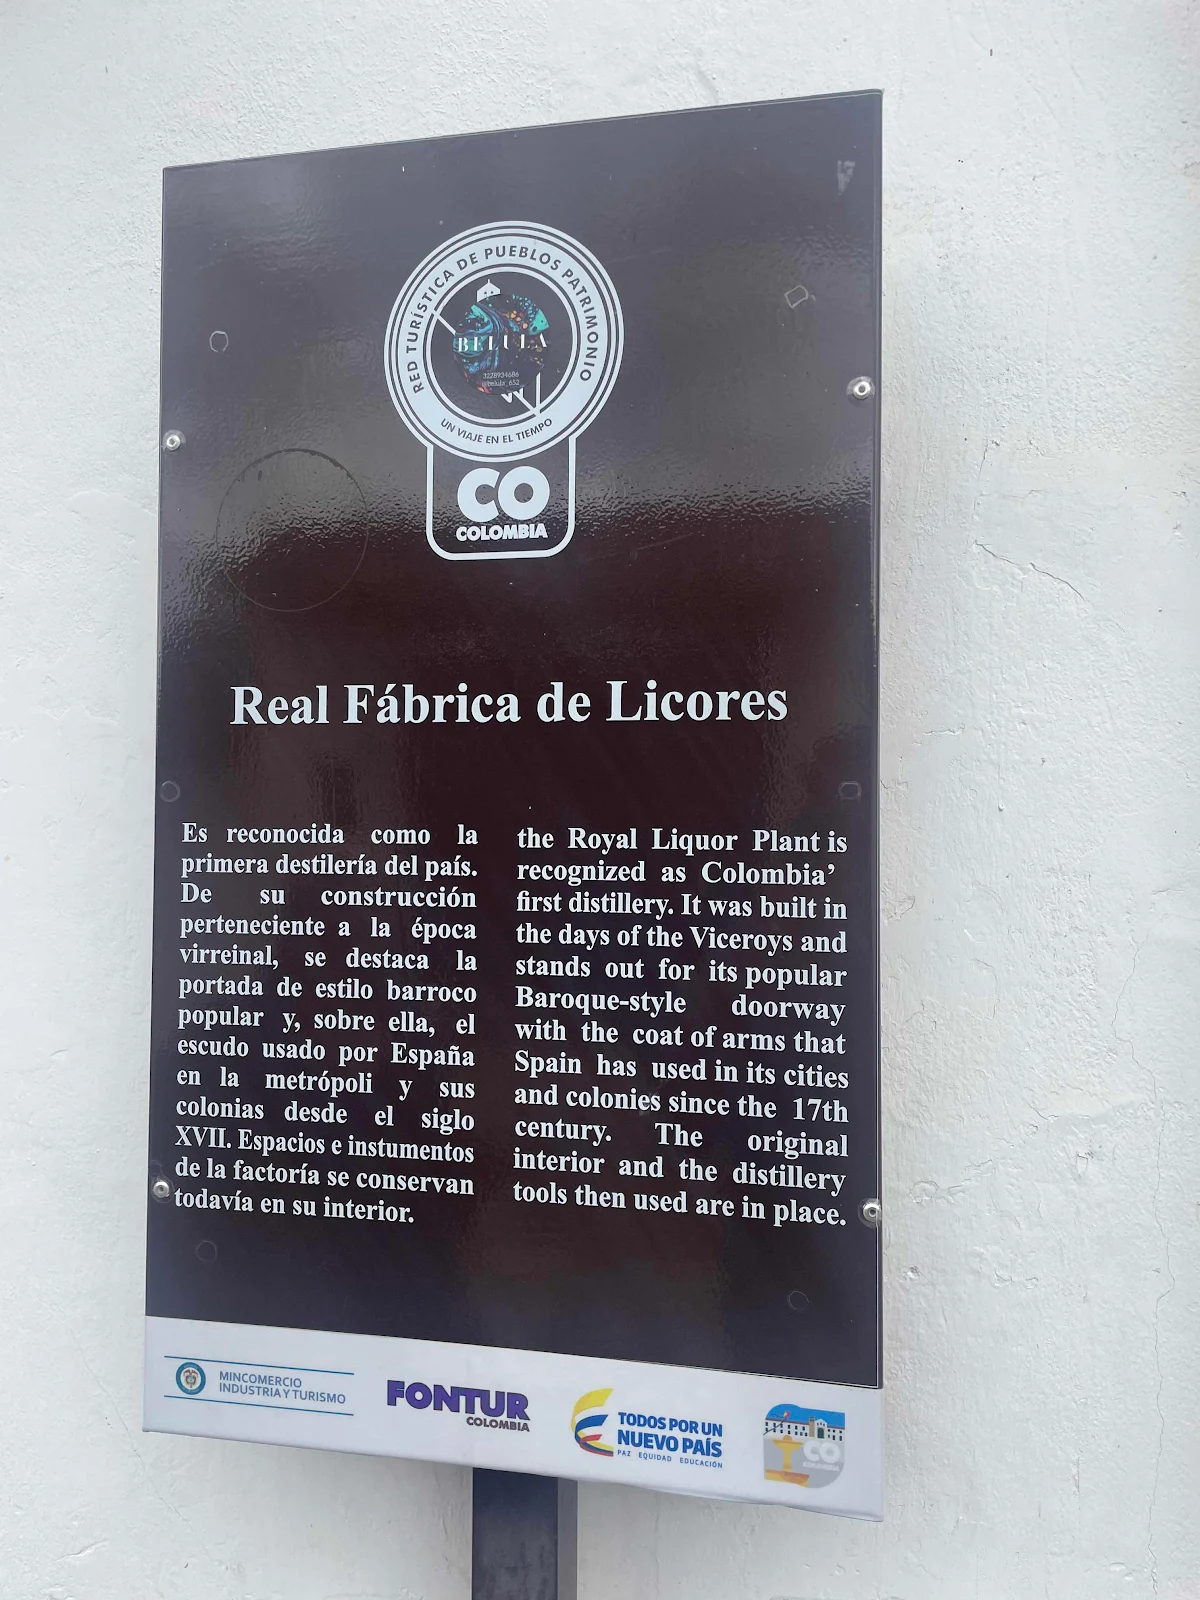 RED TURÍSTICA DE PUEBLOS PATRIMONIO
BELULA
3228934686
@belula_652
UN VIAJE EN EL TIEMPO
CO
COLOMBIA
Real Fábrica de Licores
Es reconocida como la
primera destilería del país.
De su construcción
perteneciente a la época
virreinal, se destaca la
portada de estilo barroco
popular y, sobre ella, el
escudo usado por España
en la metrópoli y sus
colonias desde el siglo
XVII. Espacios e instumentos
de la factoría se conservan
todavía en su interior.
the Royal Liquor Plant is
recognized as Colombia’
first distillery. It was built in
the days of the Viceroys and
stands out for its popular
Baroque-style doorway
with the coat of arms that
Spain has used in its cities
and colonies since the 17th
century. The original
interior and the distillery
tools then used are in place.
MINCOMERCIO
INDUSTRIA Y TURISMO
FONTUR
COLOMBIA
TODOS POR UN
NUEVO PAÍS
PAZ EQUIDAD EDUCACIÓN
CO
COLOMBIA